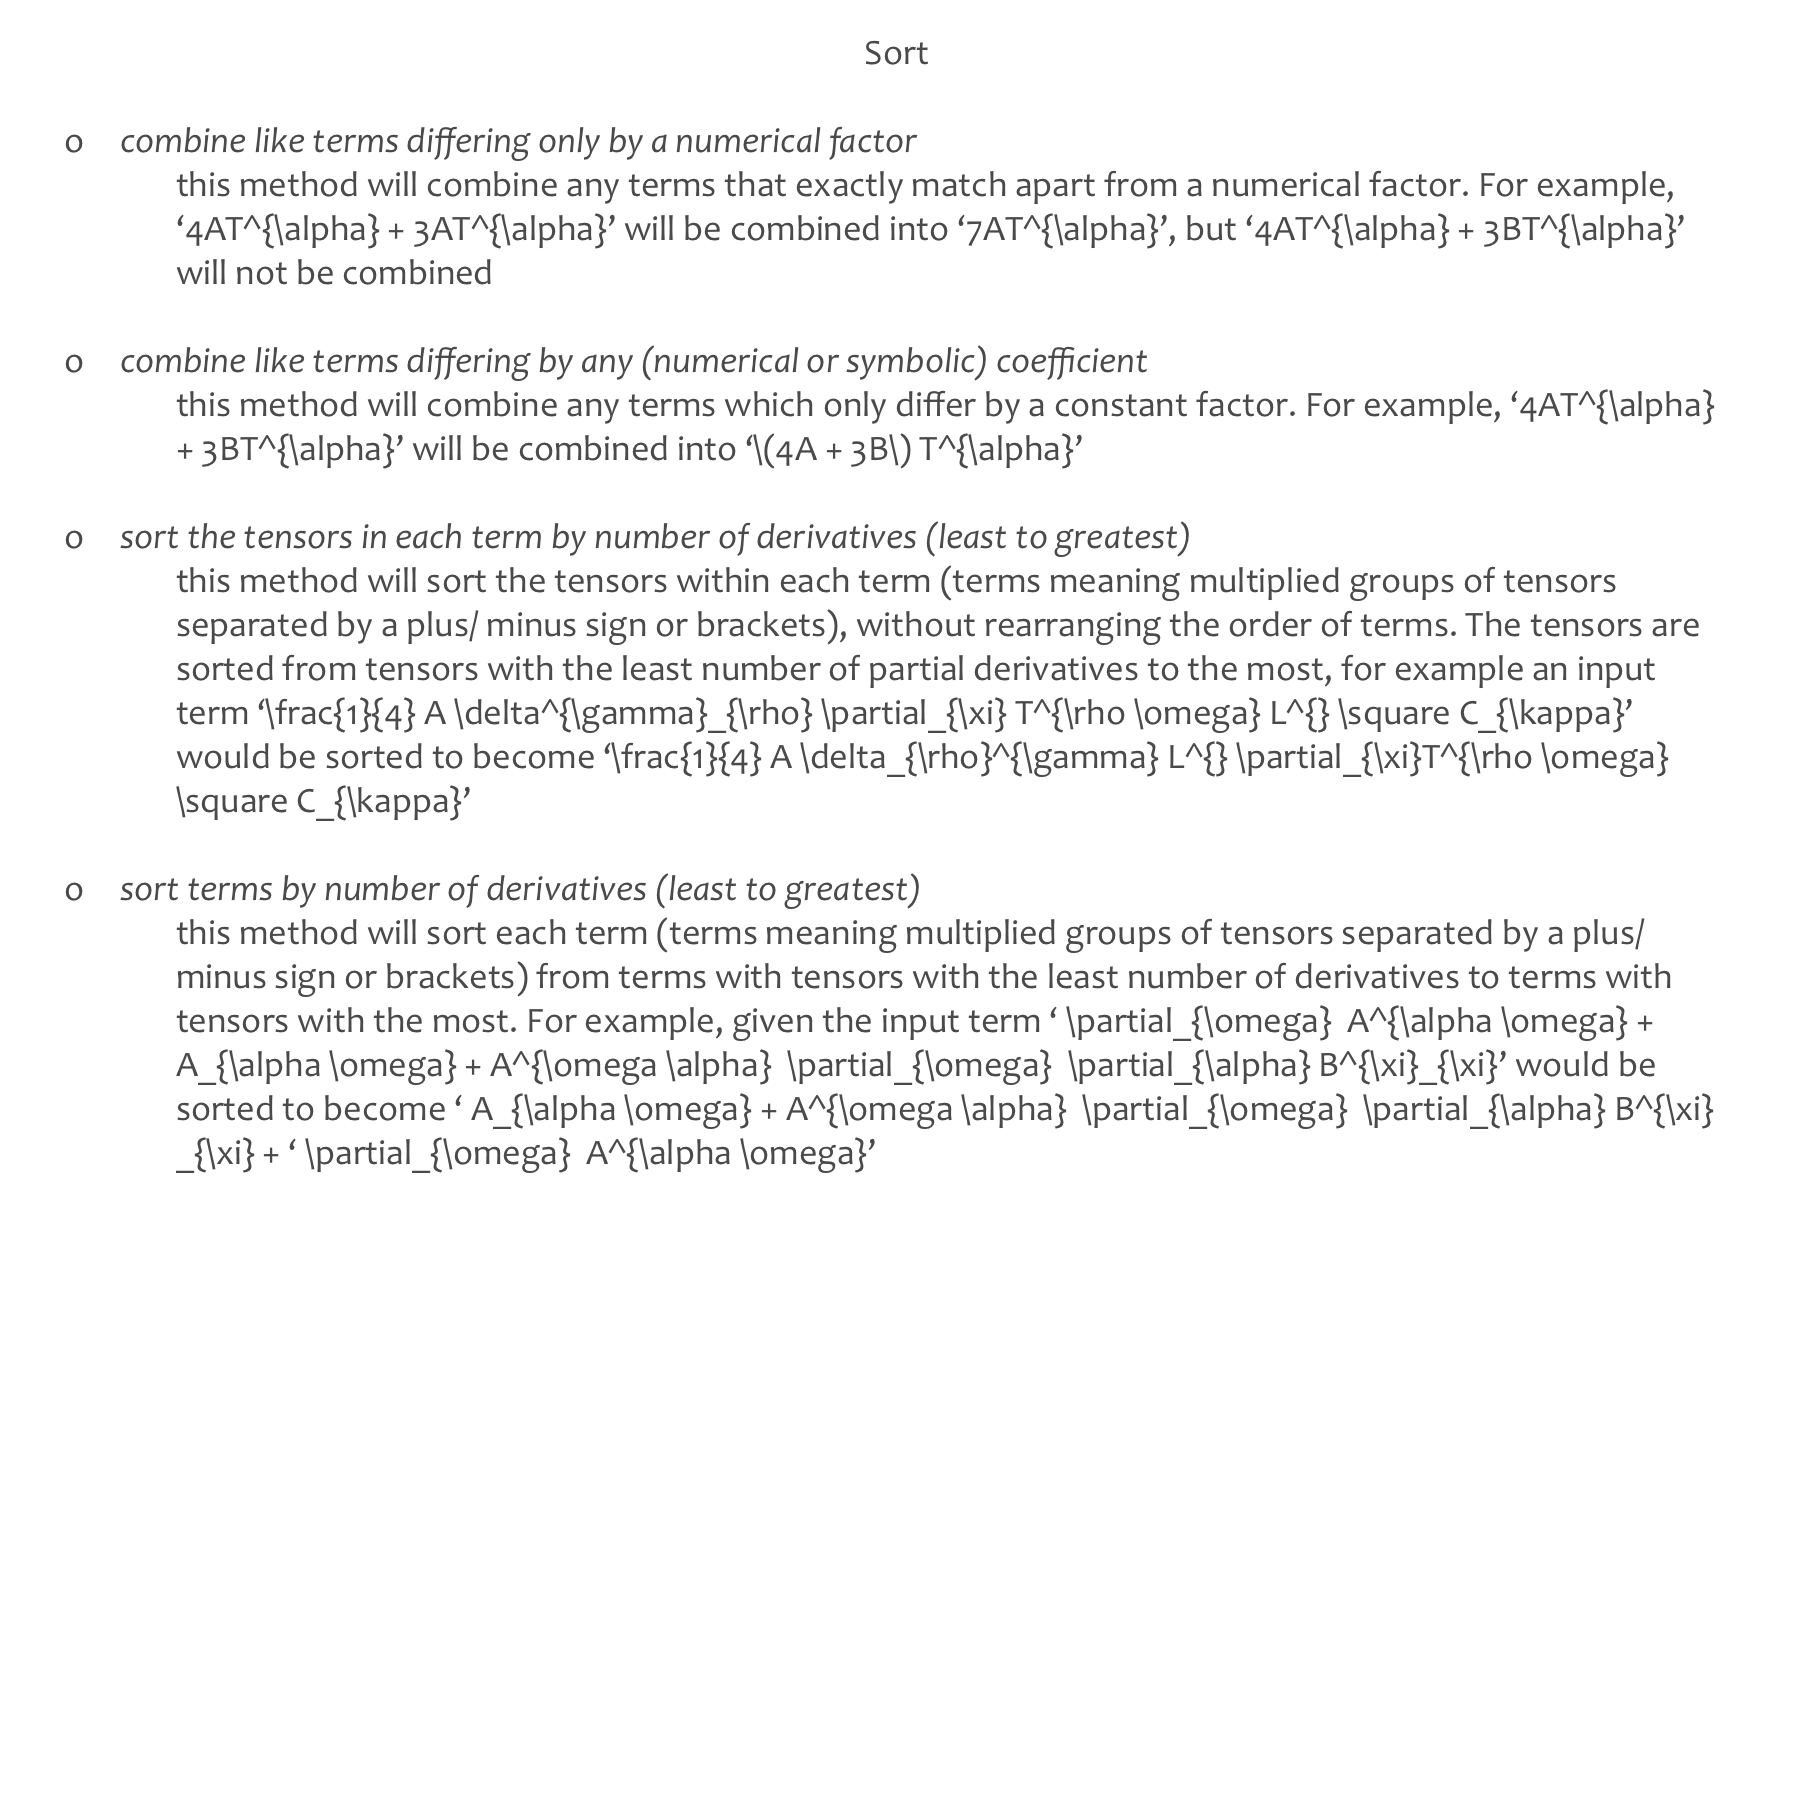 Sort
o combine like terms differing only by a numerical factor
this method will combine any terms that exactly match apart from a numerical factor. For example,
‘4AT^{\alpha} + 3AT^{\alpha}’ will be combined into ‘7AT^{\alpha}’, but ‘4AT^{\alpha} + 3BT^{\alpha}’
will not be combined
o combine like terms differing by any (numerical or symbolic) coefficient
this method will combine any terms which only differ by a constant factor. For example, ‘4AT^{\alpha}
+ 3BT^{\alpha}’ will be combined into ‘\(4A + 3B\) T^{\alpha}’
o sort the tensors in each term by number of derivatives (least to greatest)
this method will sort the tensors within each term (terms meaning multiplied groups of tensors
separated by a plus/ minus sign or brackets), without rearranging the order of terms. The tensors are
sorted from tensors with the least number of partial derivatives to the most, for example an input
term ‘\frac{1}{4} A \delta^{\gamma}_{\rho} \partial_{\xi} T^{\rho \omega} L^{} \square C_{\kappa}’
would be sorted to become ‘\frac{1}{4} A \delta_{\rho}^{\gamma} L^{} \partial_{\xi}T^{\rho \omega}
\square C_{\kappa}’
o sort terms by number of derivatives (least to greatest)
this method will sort each term (terms meaning multiplied groups of tensors separated by a plus/
minus sign or brackets) from terms with tensors with the least number of derivatives to terms with
tensors with the most. For example, given the input term ‘ \partial_{\omega}  A^{\alpha \omega} +
A_{\alpha \omega} + A^{\omega \alpha}  \partial_{\omega}  \partial_{\alpha} B^{\xi}_{\xi}’ would be
sorted to become ‘ A_{\alpha \omega} + A^{\omega \alpha}  \partial_{\omega}  \partial_{\alpha} B^{\xi}
_{\xi} + ‘ \partial_{\omega}  A^{\alpha \omega}’